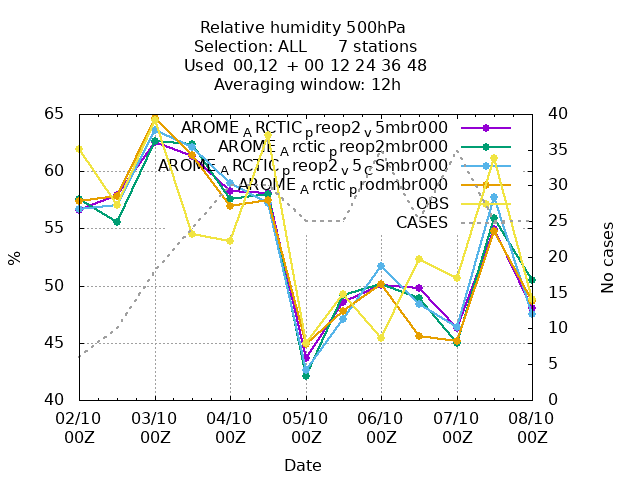 Relative humidity 500hPa
Selection: ALL 7 stations
Used 00,12 + 00 12 24 36 48
Averaging window: 12h
65 40
AROME_ARCTIC_preop2_v5mbr000
AROME_Arctic_preop2mbr000
35
AROME_ARCTIC_preop2_v5_CSmbr000
60
AROME_Arctic_prodmbr000
30
OBS
CASES
55 25
% No cases
20
50
15
10
45
5
40 0
02/10 03/10 04/10 05/10 06/10 07/10 08/10
00Z 00Z 00Z 00Z 00Z 00Z 00Z
Date